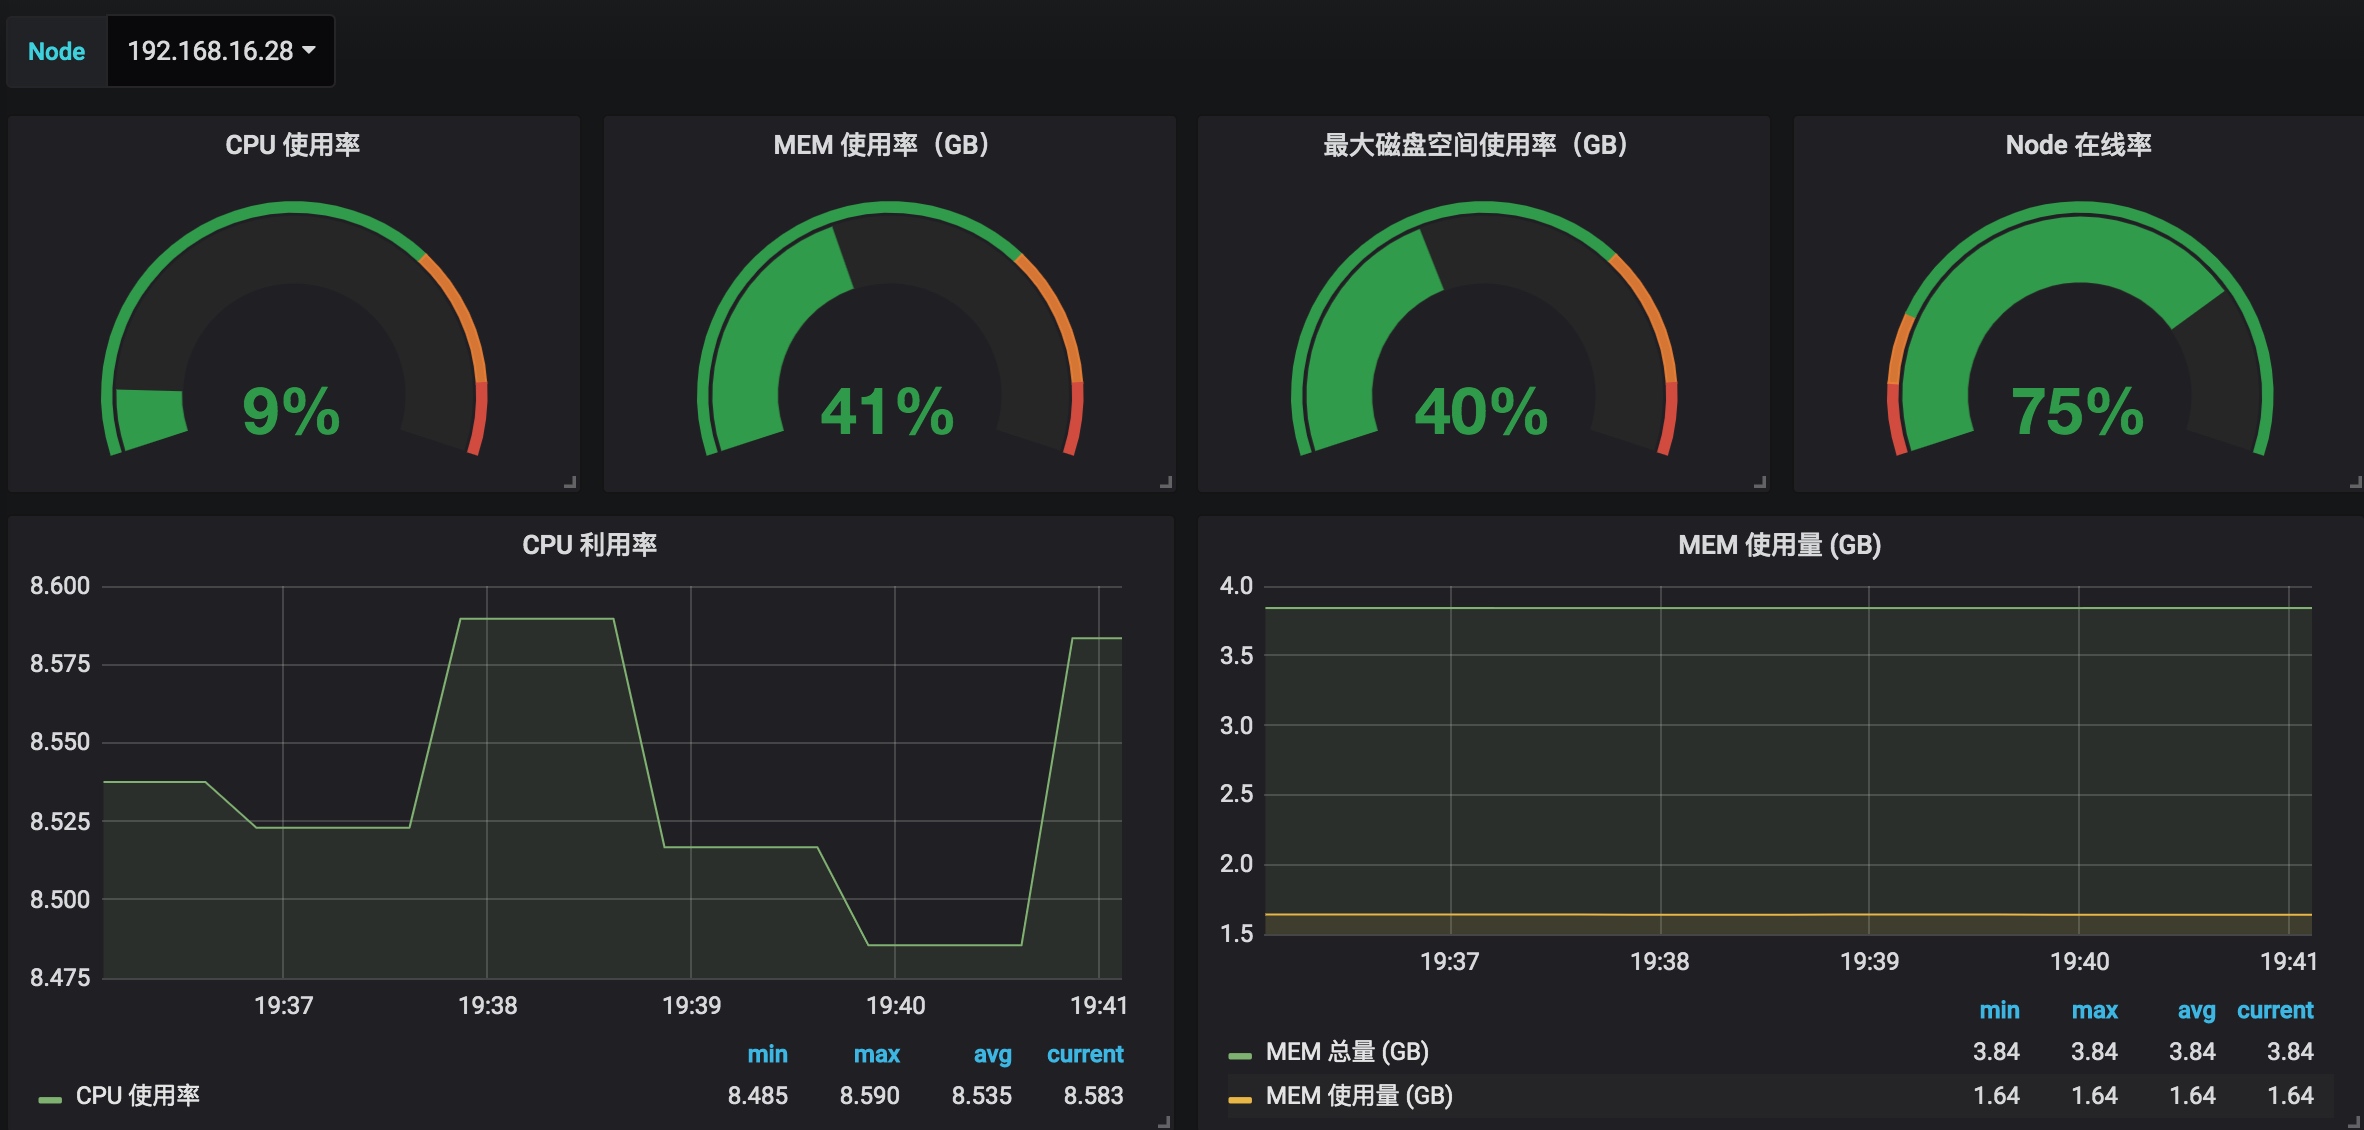 Node 192.168.16.28
CPU 使用率
9%
MEM 使用率（GB）
41%
最大磁盘空间使用率（GB）
40%
Node 在线率
75%
CPU 利用率
8.600
8.575
8.550
8.525
8.500
8.475
19:37 19:38 19:39 19:40 19:41
min max avg current
CPU 使用率 8.485 8.590 8.535 8.583
MEM 使用量 (GB)
4.0
3.5
3.0
2.5
2.0
1.5
19:37 19:38 19:39 19:40 19:41
min max avg current
MEM 总量 (GB) 3.84 3.84 3.84 3.84
MEM 使用量 (GB) 1.64 1.64 1.64 1.64